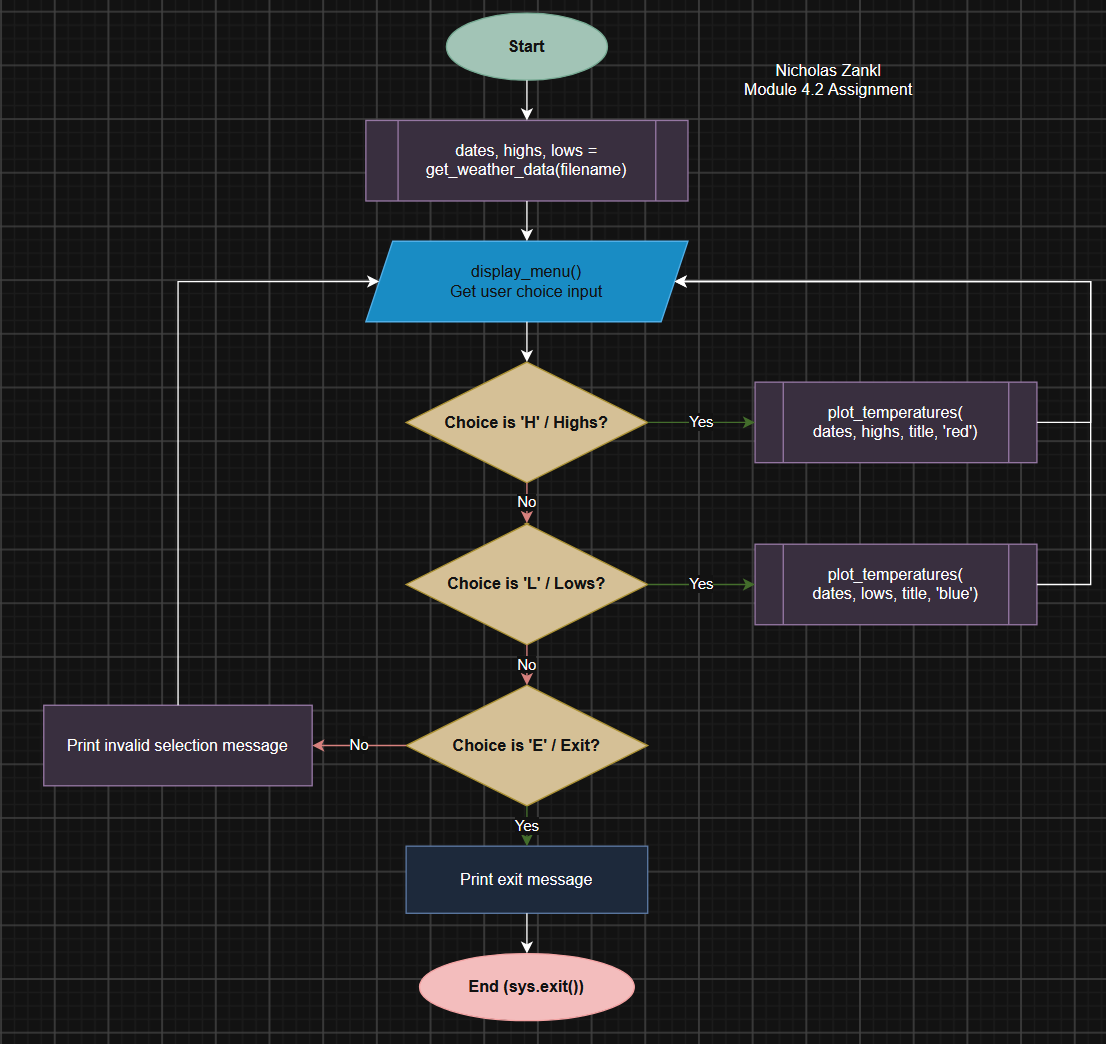 Start
Nicholas Zankl
Module 4.2 Assignment
dates, highs, lows =
get_weather_data(filename)
display_menu()
Get user choice input
Choice is 'H' / Highs?
Yes
plot_temperatures(
dates, highs, title, 'red')
No
Choice is 'L' / Lows?
Yes
plot_temperatures(
dates, lows, title, 'blue')
No
Print invalid selection message
No
Choice is 'E' / Exit?
Yes
Print exit message
End (sys.exit())